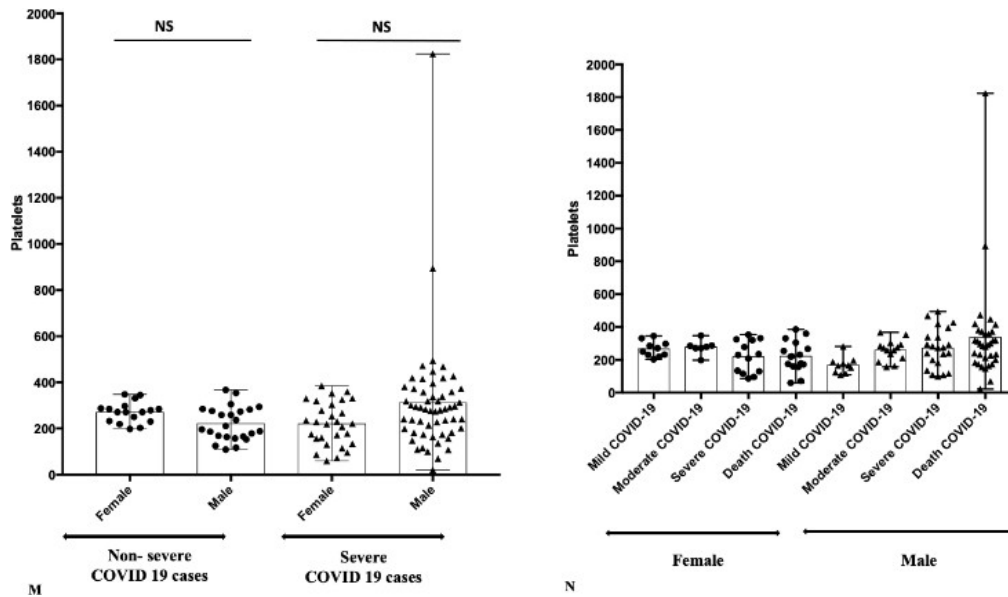 NS
NS
Platelets
2000
1800
1600
1400
1200
1000
800
600
400
200
0
Female
Male
Female
Male
Non- severe
COVID 19 cases
Severe
COVID 19 cases
M
Platelets
2000
1800
1600
1400
1200
1000
800
600
400
200
0
Mild COVID-19
Moderate COVID-19
Severe COVID-19
Death COVID-19
Mild COVID-19
Moderate COVID-19
Severe COVID-19
Death COVID-19
Female
Male
N